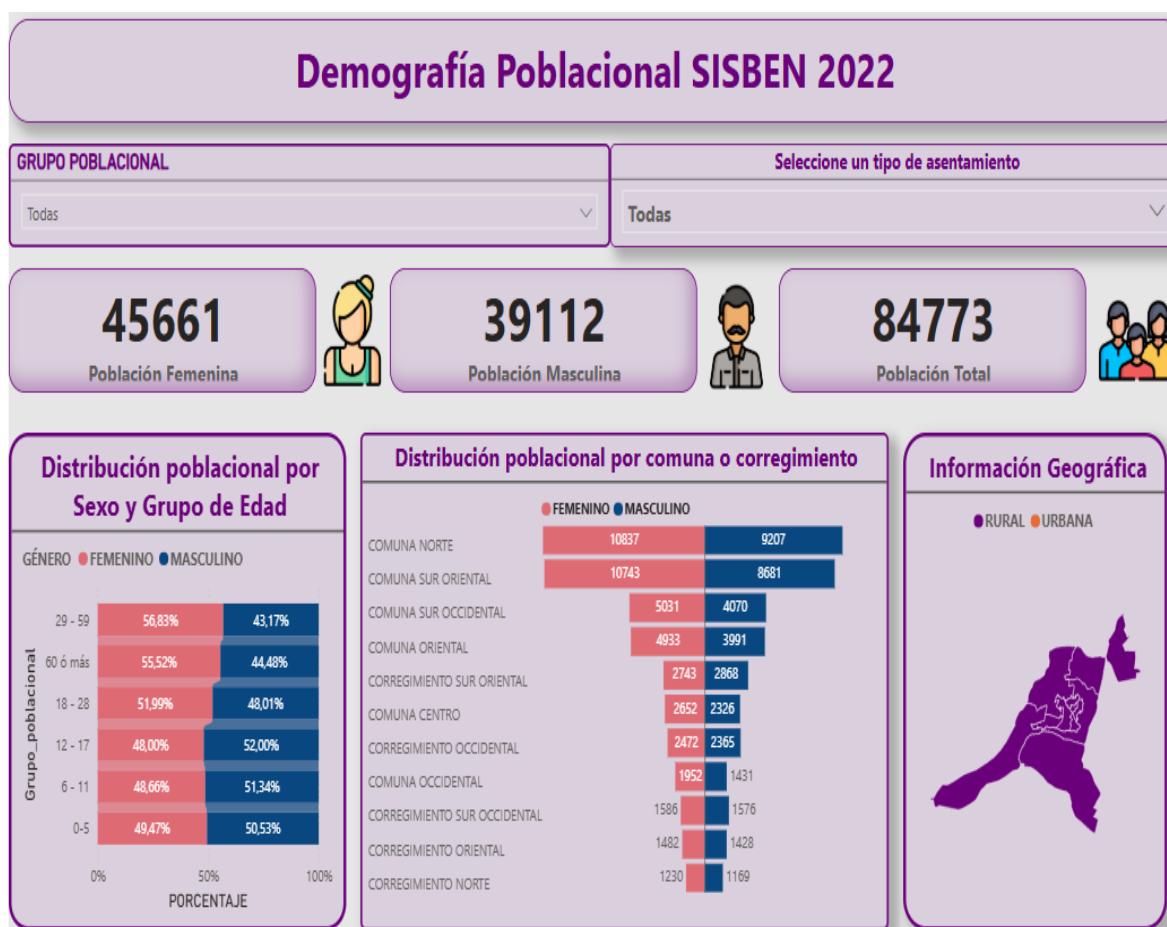 Demografía Poblacional SISBEN 2022
GRUPO POBLACIONAL
Todas
Seleccione un tipo de asentamiento
Todas
45661
Población Femenina
39112
Población Masculina
84773
Población Total
Distribución poblacional por
Sexo y Grupo de Edad
GÉNERO FEMENINO MASCULINO
Grupo_poblacional
29 - 59 56,83% 43,17%
60 ó más 55,52% 44,48%
18 - 28 51,99% 48,01%
12 - 17 48,00% 52,00%
6 - 11 48,66% 51,34%
0-5 49,47% 50,53%
0% 50% 100%
PORCENTAJE
Distribución poblacional por comuna o corregimiento
FEMENINO MASCULINO
COMUNA NORTE 10837 9207
COMUNA SUR ORIENTAL 10743 8681
COMUNA SUR OCCIDENTAL 5031 4070
COMUNA ORIENTAL 4933 3991
CORREGIMIENTO SUR ORIENTAL 2743 2868
COMUNA CENTRO 2652 2326
CORREGIMIENTO OCCIDENTAL 2472 2365
COMUNA OCCIDENTAL 1952 1431
CORREGIMIENTO SUR OCCIDENTAL 1586 1576
CORREGIMIENTO ORIENTAL 1482 1428
CORREGIMIENTO NORTE 1230 1169
Información Geográfica
RURAL URBANA